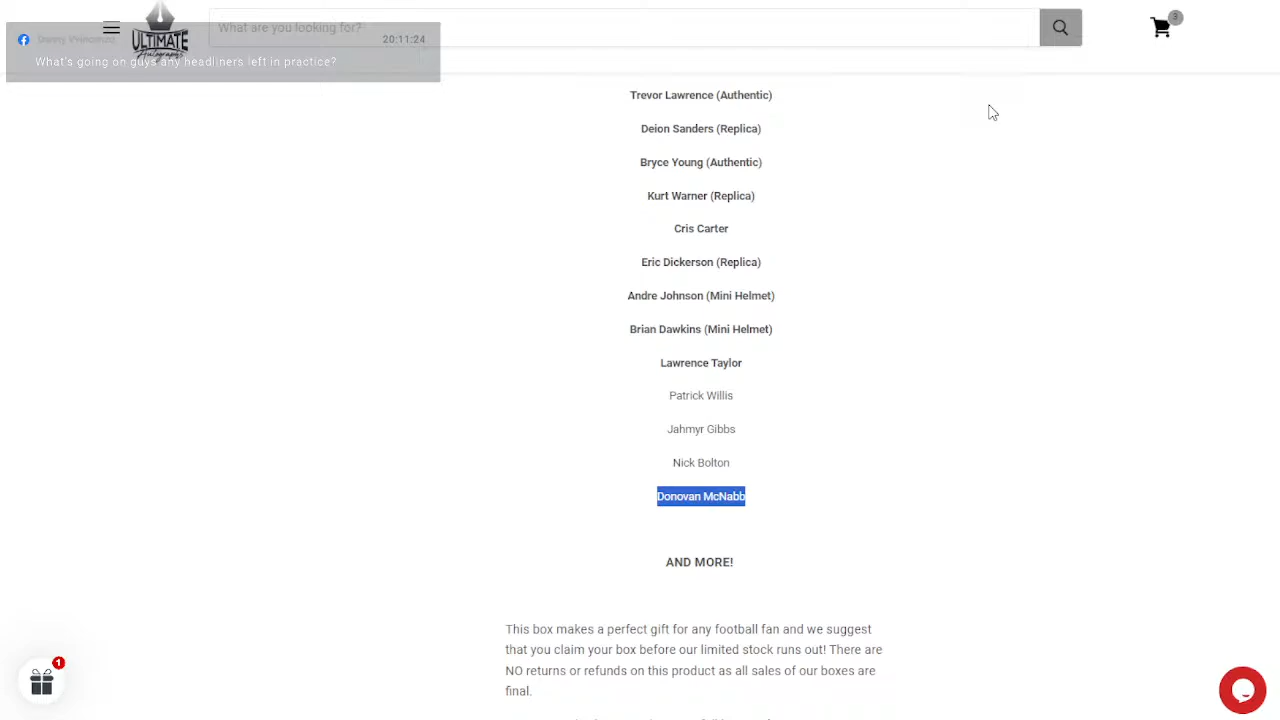 What are you looking for?
3
ULTIMATE
Autographs
20:11:24
What's going on guys any headliners left in practice?
Trevor Lawrence (Authentic)
Deion Sanders (Replica)
Bryce Young (Authentic)
Kurt Warner (Replica)
Cris Carter
Eric Dickerson (Replica)
Andre Johnson (Mini Helmet)
Brian Dawkins (Mini Helmet)
Lawrence Taylor
Patrick Willis
Jahmyr Gibbs
Nick Bolton
Donovan McNabb
AND MORE!
This box makes a perfect gift for any football fan and we suggest
that you claim your box before our limited stock runs out! There are
NO returns or refunds on this product as all sales of our boxes are
final.
1